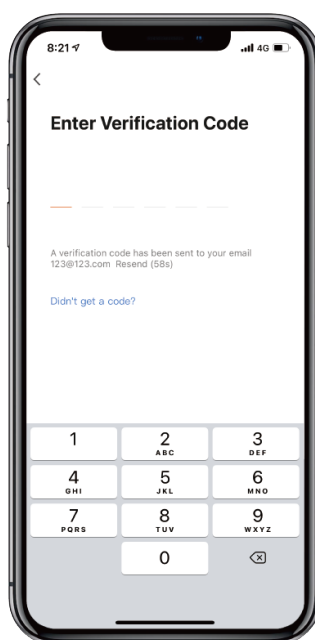 8:21
4G
Enter Verification Code
A verification code has been sent to your email
123@123.com Resend (58s)
Didn't get a code?
1
2
ABC
3
DEF
4
GHI
5
JKL
6
MNO
7
PQRS
8
TUV
9
WXYZ
0